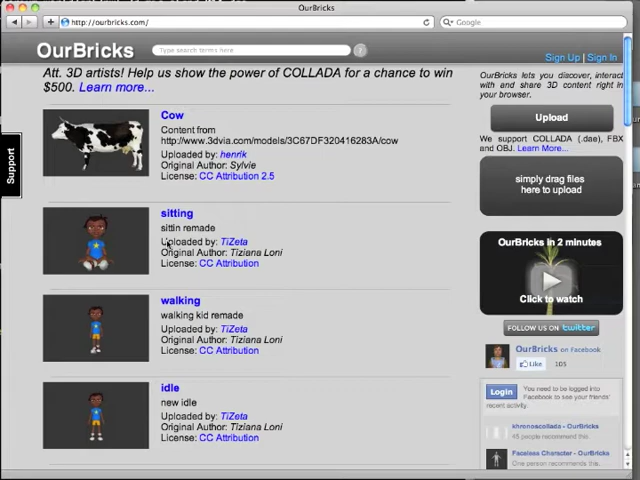 OurBricks
http://ourbricks.com/
Google
OurBricks
Type search terms here
?
Sign Up | Sign In
Att. 3D artists! Help us show the power of COLLADA for a chance to win
$500. Learn more...
Cow
Content from
http://www.3dvia.com/models/3C67DF320416283A/cow
Uploaded by: henrik
Original Author: Sylvie
License: CC Attribution 2.5
Support
sitting
sittin remade
Uploaded by: TiZeta
Original Author: Tiziana Loni
License: CC Attribution
walking
walking kid remade
Uploaded by: TiZeta
Original Author: Tiziana Loni
License: CC Attribution
idle
new idle
Uploaded by: TiZeta
Original Author: Tiziana Loni
License: CC Attribution
OurBricks lets you discover, interact
with and share 3D content right in
your browser.
Upload
We support COLLADA (.dae), FBX
and OBJ. Learn More...
simply drag files
here to upload
OurBricks in 2 minutes
Click to watch
FOLLOW US ON twitter
OurBricks on Facebook
Like 105
Login
You need to be logged into
Facebook to see your friends'
recent activity.
khronoscollada - OurBricks
45 people recommend this.
Faceless Character - OurBricks
One person recommends this.